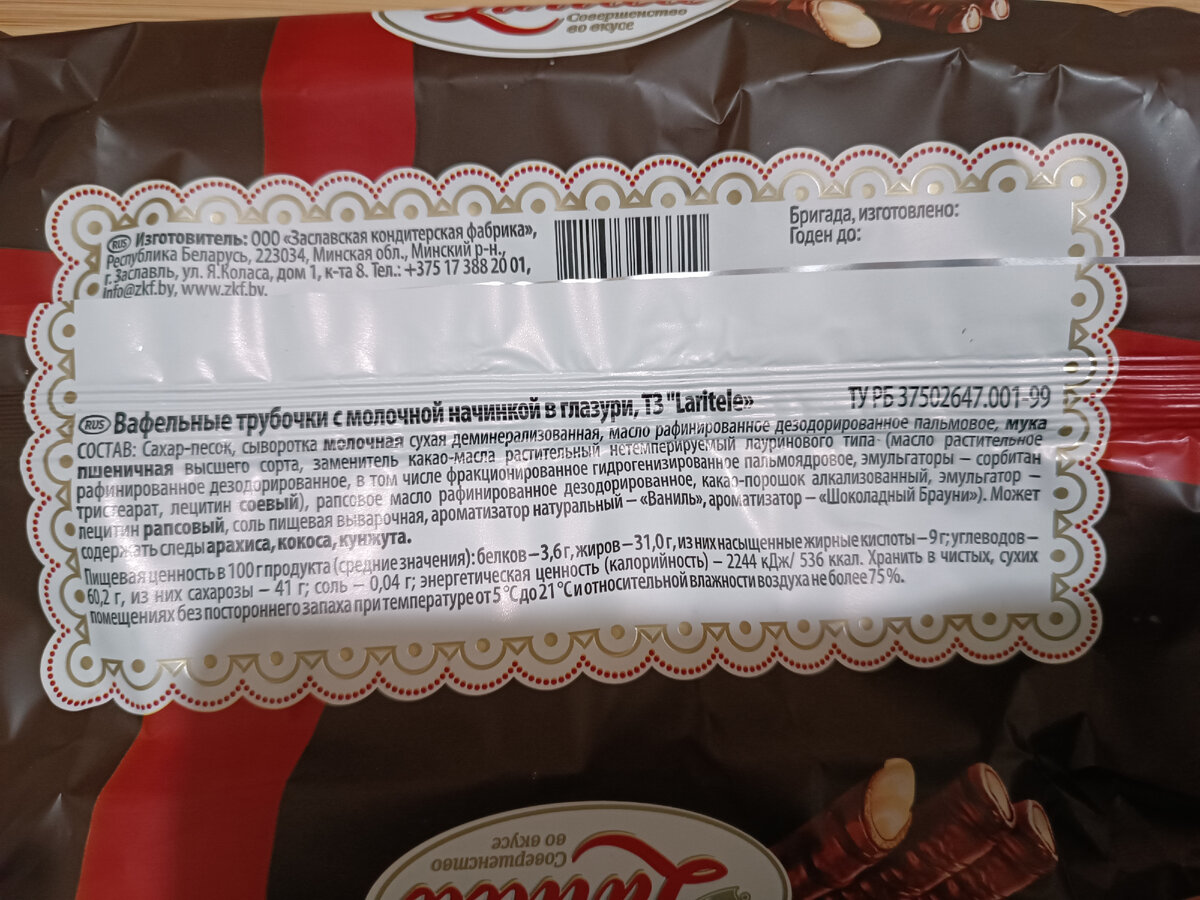 Совершенство
во вкусе
RUS Изготовитель: ООО «Заславская кондитерская фабрика»,
Республика Беларусь, 223034, Минская обл., Минский р-н.,
г. Заславль, ул. Я.Коласа, дом 1, к-та 8. Тел.: +375 17 388 20 01,
info@zkf.by, www.zkf.by.
Бригада, изготовлено:
Годен до:
RUS Вафельные трубочки с молочной начинкой в глазури, ТЗ "Laritele»
ТУ РБ 37502647.001-99
СОСТАВ: Сахар-песок, сыворотка молочная сухая деминерализованная, масло рафинированное дезодорированное пальмовое, мука
пшеничная высшего сорта, заменитель какао-масла растительный нетемперируемый лауринового типа (масло растительное
рафинированное дезодорированное, в том числе фракционированное гидрогенизированное пальмоядровое, эмульгаторы – сорбитан
тристеарат, лецитин соевый), рапсовое масло рафинированное дезодорированное, какао-порошок алкализованный, эмульгатор –
лецитин рапсовый, соль пищевая выварочная, ароматизатор натуральный – «Ваниль», ароматизатор – «Шоколадный Брауни»). Может
содержать следы арахиса, кокоса, кунжута.
Пищевая ценность в 100 г продукта (средние значения): белков – 3,6 г, жиров – 31,0 г, из них насыщенные жирные кислоты – 9 г; углеводов –
60,2 г, из них сахарозы – 41 г; соль – 0,04 г; энергетическая ценность (калорийность) – 2244 кДж/ 536 ккал. Хранить в чистых, сухих
помещениях без постороннего запаха при температуре от 5 °С до 21 °С и относительной влажности воздуха не более 75 %.
Совершенство
во вкусе